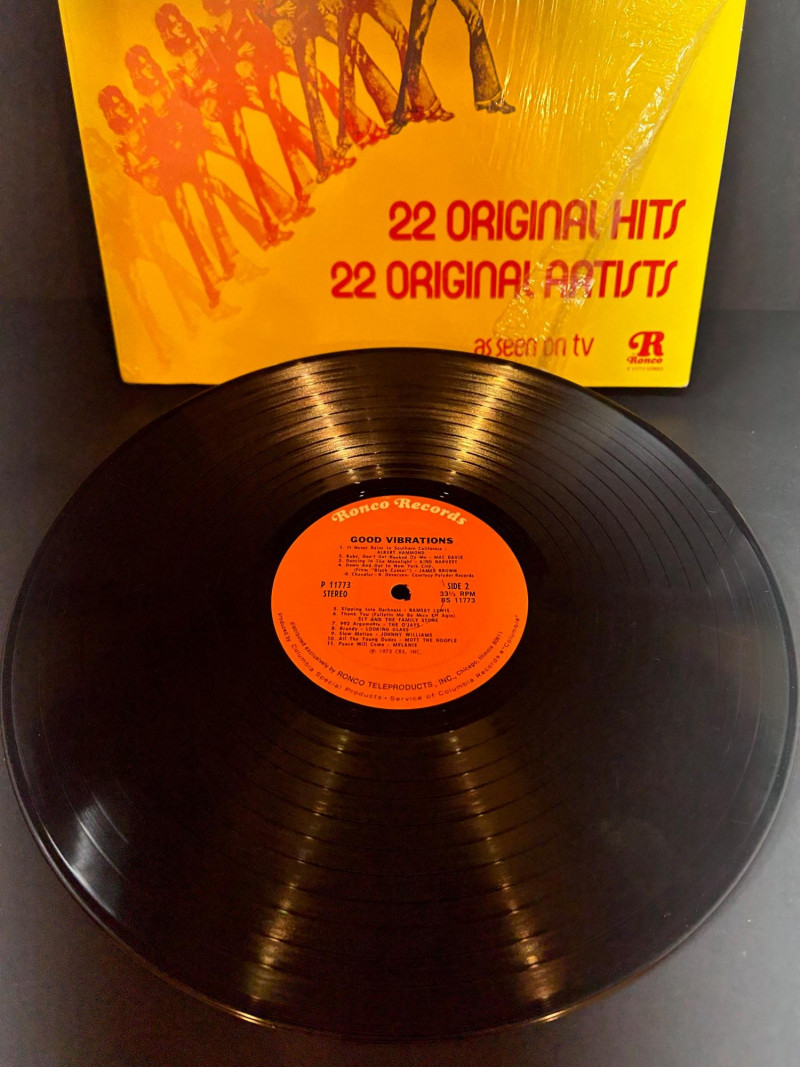 22 ORIGINAL HITS
22 ORIGINAL ARTISTS
as seen on tv
R
Ronco
Ronco Records
GOOD VIBRATIONS
1. It Never Rains in Southern California -
ALBERT HAMMOND
2. Baby, Don't Get Hooked On Me - MAC DAVIS
3. Dancing In The Moonlight - KING HARVEST
4. Down And Out In New York City
(From "Black Caesar") - JAMES BROWN
Courtesy Polydor Records
P 11773
STEREO
SIDE 2
33⅓ RPM
BS 11773
5. Slipping Into Darkness - RAMSEY LEWIS
6. Thank You (Falettin Me Be Mice Elf Agin)
SLY AND THE FAMILY STONE
7. 992 Arguments - THE O'JAYS
8. Brandy - LOOKING GLASS
9. Slow Motion - JOHNNY WILLIAMS
10. All The Young Dudes - MOTT THE HOOPLE
11. Peace Will Come - MELANIE
℗ 1973 CBS, INC.
Distributed exclusively by RONCO TELEPRODUCTS, INC., Chicago, Illinois 60611
Produced by Columbia Special Products • Service of Columbia Records • "Columbia"